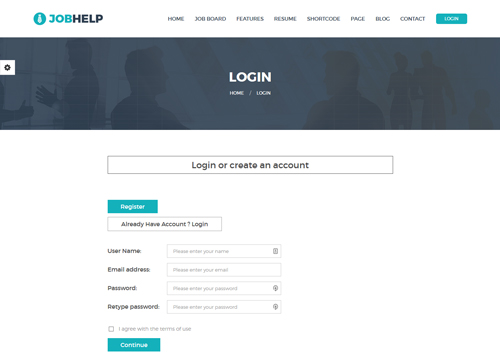 JOBHELP
HOME JOB BOARD FEATURES RESUME SHORTCODE PAGE BLOG CONTACT LOGIN
LOGIN
HOME / LOGIN
Login or create an account
Register
Already Have Account ? Login
User Name: Please enter your name
Email address: Please enter your email
Password: Please enter your password
Retype password: Please enter your password
I agree with the terms of use
Continue